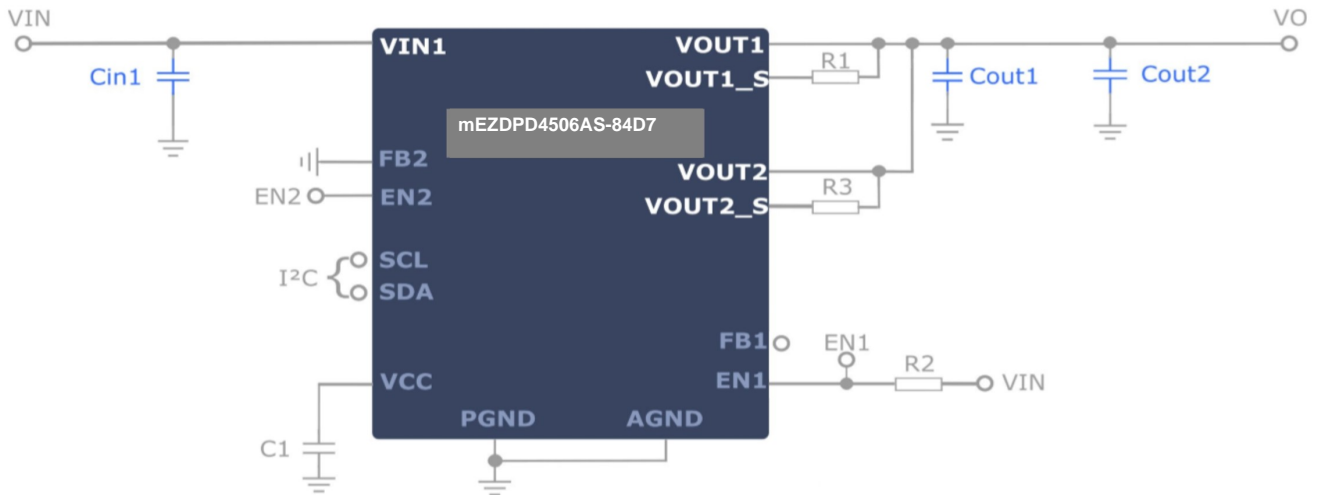 VIN
VO
VIN1
VOUT1
R1
Cin1
VOUT1_S
Cout1
Cout2
mEZDPD4506AS-84D7
FB2
VOUT2
EN2
EN2
R3
VOUT2_S
SCL
I²C
SDA
FB1
EN1
R2
VCC
EN1
VIN
PGND
AGND
C1